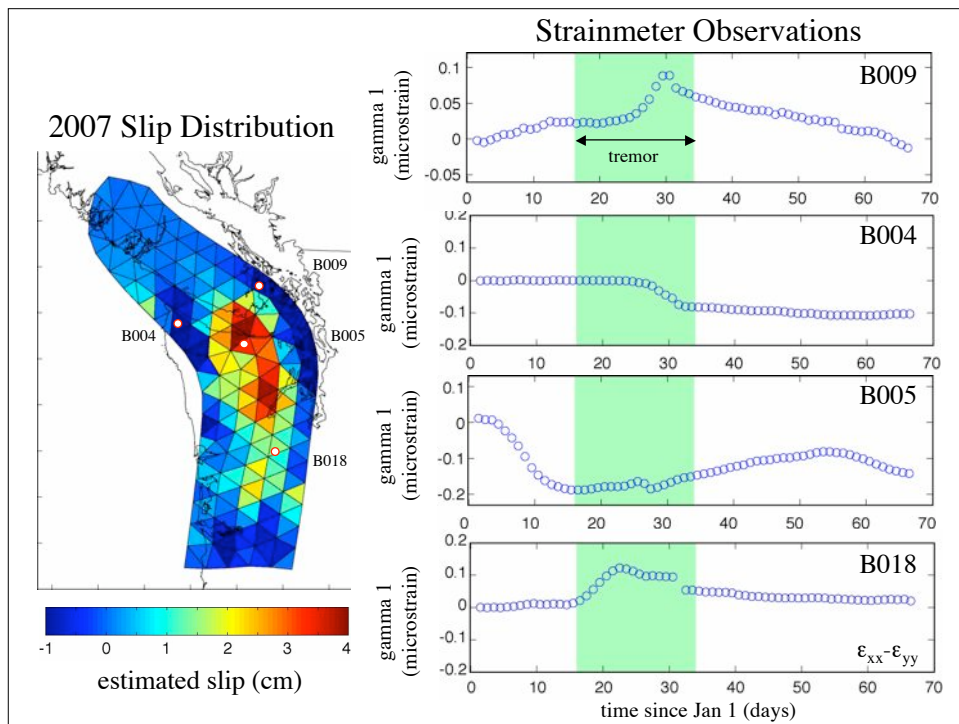 Strainmeter Observations
2007 Slip Distribution
B009
B004
B005
B018
-1 0 1 2 3 4
estimated slip (cm)
gamma 1
(microstrain)
0.1
0.05
0
-0.05
B009
tremor
0 10 20 30 40 50 60 70
gamma 1
(microstrain)
0.2
0.1
0
-0.1
-0.2
B004
0 10 20 30 40 50 60 70
gamma 1
(microstrain)
0.1
0
-0.1
-0.2
B005
0 10 20 30 40 50 60 70
gamma 1
(microstrain)
0.2
0.1
0
-0.1
-0.2
B018
εxx-εyy
0 10 20 30 40 50 60 70
time since Jan 1 (days)